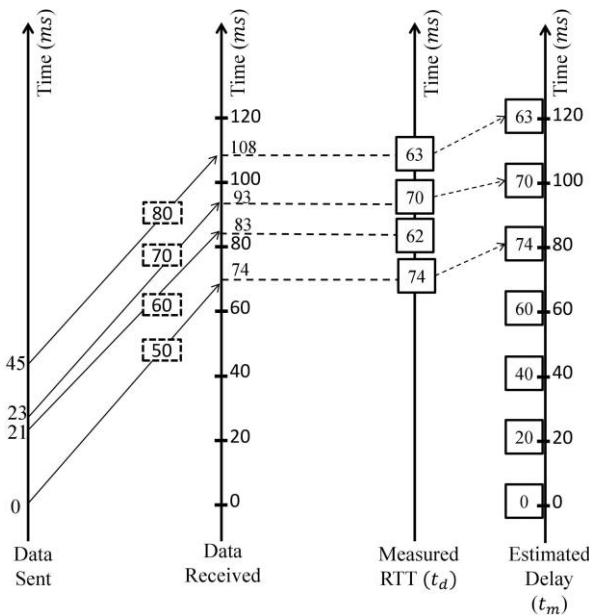 Time (ms)
Time (ms)
Time (ms)
Time (ms)
120
108
100
93
83
80
74
60
40
20
0
80
70
60
50
45
23
21
0
63
70
62
74
63
120
70
100
74
80
60
60
40
40
20
20
0
0
Data
Sent
Data
Received
Measured
RTT (t_d)
Estimated
Delay
(t_m)